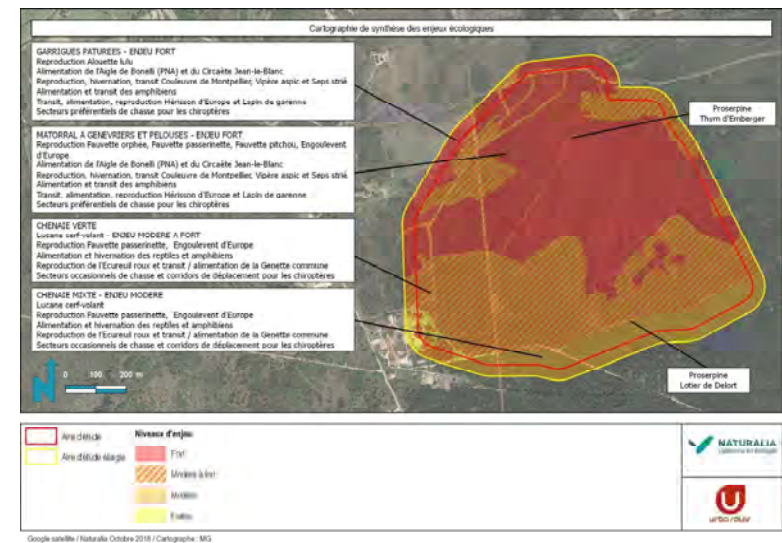 Cartographie de synthèse des enjeux écologiques
GARRIGUES PATUREES - ENJEU FORT
Reproduction Alouette lulu
Alimentation de l'Aigle de Bonelli (PNA) et du Circaète Jean-le-Blanc
Reproduction, hivernation, transit Couleuvre de Montpellier, Vipère aspic et Seps strié
Alimentation et transit des amphibiens
Transit, alimentation, reproduction Hérisson d'Europe et Lapin de garenne
Secteurs préférentiels de chasse pour les chiroptères
MATORRAL A GENEVRIERS ET PELOUSES - ENJEU FORT
Reproduction Fauvette orphée, Fauvette passerinette, Fauvette pitchou, Engoulevent
d'Europe
Alimentation de l'Aigle de Bonelli (PNA) et du Circaète Jean-le-Blanc
Reproduction, hivernation, transit Couleuvre de Montpellier, Vipère aspic et Seps strié
Alimentation et transit des amphibiens
Transit, alimentation, reproduction Hérisson d'Europe et Lapin de garenne
Secteurs préférentiels de chasse pour les chiroptères
CHENAIE VERTE
Lucane cerf-volant - ENJEU MODERE A FORT
Reproduction Fauvette passerinette, Engoulevent d'Europe
Alimentation et hivernation des reptiles et amphibiens
Reproduction de l'Ecureuil roux et transit / alimentation de la Genette commune
Secteurs occasionnels de chasse et corridors de déplacement pour les chiroptères
CHENAIE MIXTE - ENJEU MODERE
Lucane cerf-volant
Reproduction Fauvette passerinette, Engoulevent d'Europe
Alimentation et hivernation des reptiles et amphibiens
Reproduction de l'Ecureuil roux et transit / alimentation de la Genette commune
Secteurs occasionnels de chasse et corridors de déplacement pour les chiroptères
Proserpine
Thym d'Emberger
Proserpine
Lotier de Delort
N
0 100 200 m
Aire d'étude
Aire d'étude élargie
Niveaux d'enjeu
Fort
Modéré à fort
Modéré
Faible
NATURALIA
urba solar
Google satellite / Naturalia Octobre 2018 / Cartographe : MG